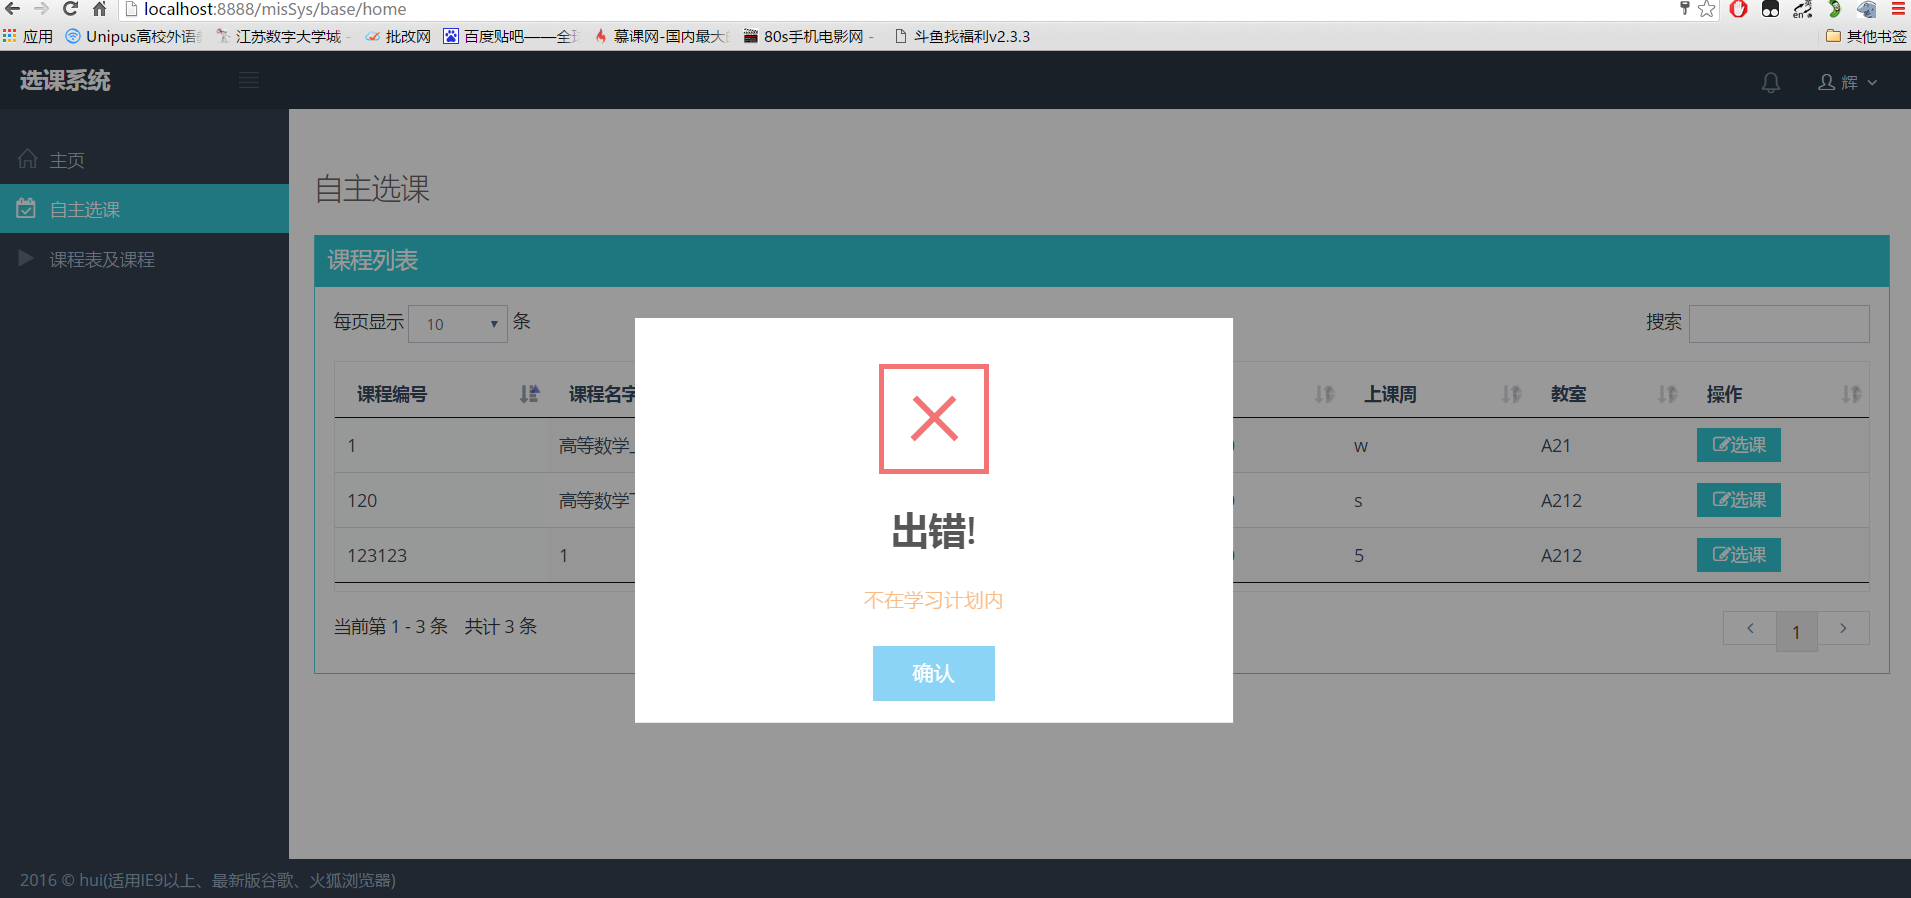 localhost:8888/misSys/base/home
应用 Unipus高校外语 江苏数字大学城 - 批改网 百度贴吧——全 慕课网-国内最大 80s手机电影网 - 斗鱼找福利v2.3.3 其他书签
选课系统 辉
主页
自主选课
课程表及课程
自主选课
课程列表
每页显示 10 条 搜索
课程编号 课程名字 上课周 教室 操作
1 高等数学 w A21 选课
120 高等数学 s A212 选课
123123 1 5 A212 选课
出错!
不在学习计划内
确认
当前第 1 - 3 条 共计 3 条 1
2016 © hui(适用IE9以上、最新版谷歌、火狐浏览器)